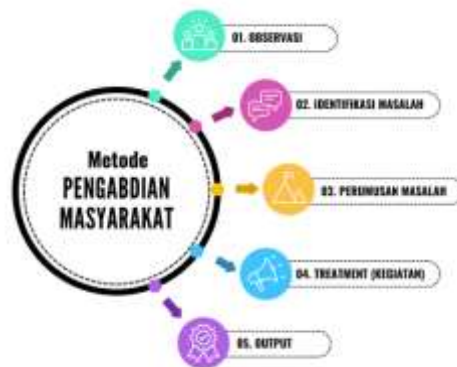 Metode
PENGABDIAN
MASYARAKAT
01. OBSERVASI
02. IDENTIFIKASI MASALAH
03. PERUMUSAN MASALAH
04. TREATMENT (KEGIATAN)
05. OUTPUT